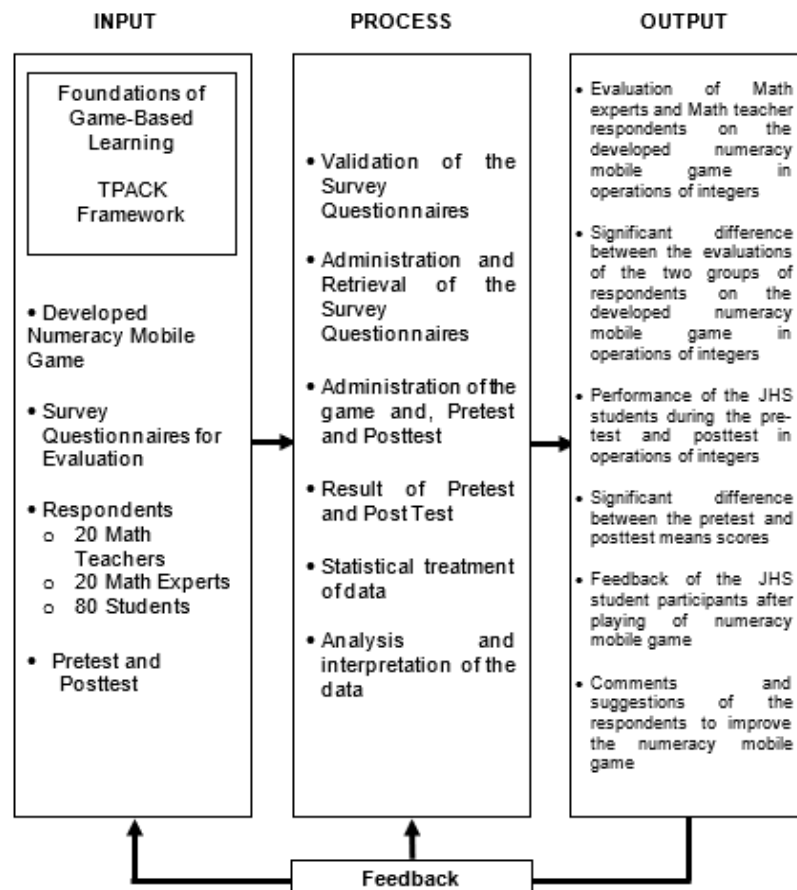 INPUT
Foundations of
Game-Based
Learning
TPACK
Framework
• Developed
Numeracy Mobile
Game
• Survey
Questionnaires for
Evaluation
• Respondents
o 20 Math
Teachers
o 20 Math Experts
o 80 Students
• Pretest and
Posttest
PROCESS
• Validation of the
Survey
Questionnaires
• Administration and
Retrieval of the
Survey
Questionnaires
• Administration of the
game and, Pretest
and Posttest
• Result of Pretest
and Post Test
• Statistical treatment
of data
• Analysis and
interpretation of the
data
OUTPUT
• Evaluation of Math
experts and Math teacher
respondents on the
developed numeracy
mobile game in
operations of integers
• Significant difference
between the evaluations
of the two groups of
respondents on the
developed numeracy
mobile game in
operations of integers
• Performance of the JHS
students during the pre-
test and posttest in
operations of integers
• Significant difference
between the pretest and
posttest means scores
• Feedback of the JHS
student participants after
playing of numeracy
mobile game
• Comments and
suggestions of the
respondents to improve
the numeracy mobile
game
Feedback